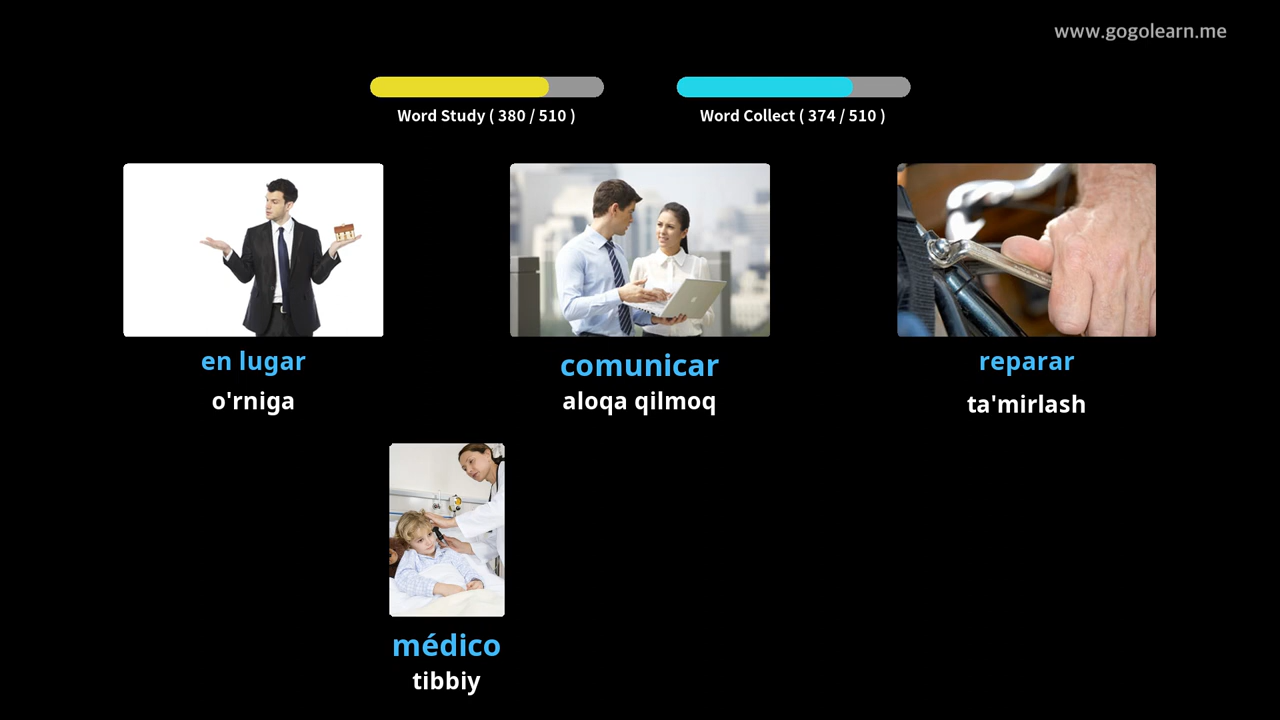 www.gogolearn.me
Word Study ( 380 / 510 )
Word Collect ( 374 / 510 )
en lugar
o'rniga
comunicar
aloqa qilmoq
reparar
ta'mirlash
médico
tibbiy